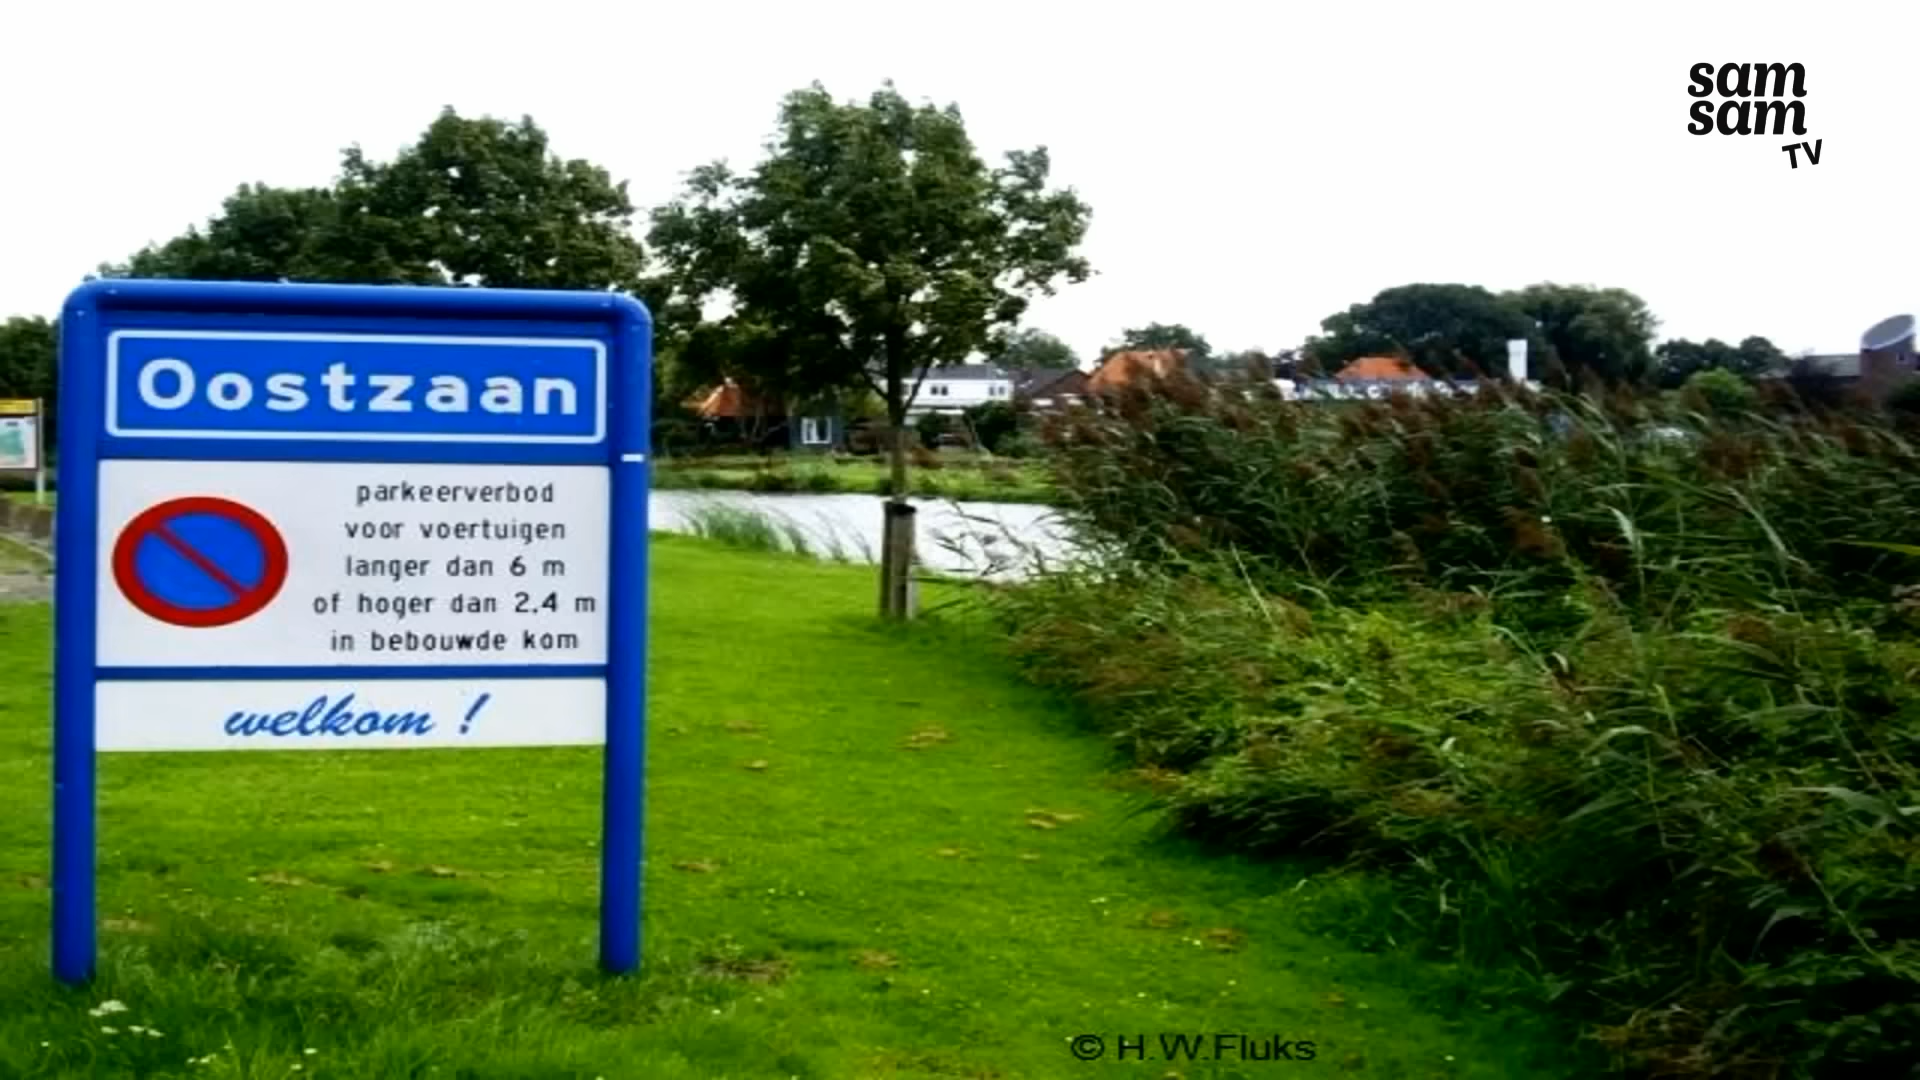 sam
sam
TV
Oostzaan
parkeerverbod
voor voertuigen
langer dan 6 m
of hoger dan 2,4 m
in bebouwde kom
welkom !
© H.W.Fluks